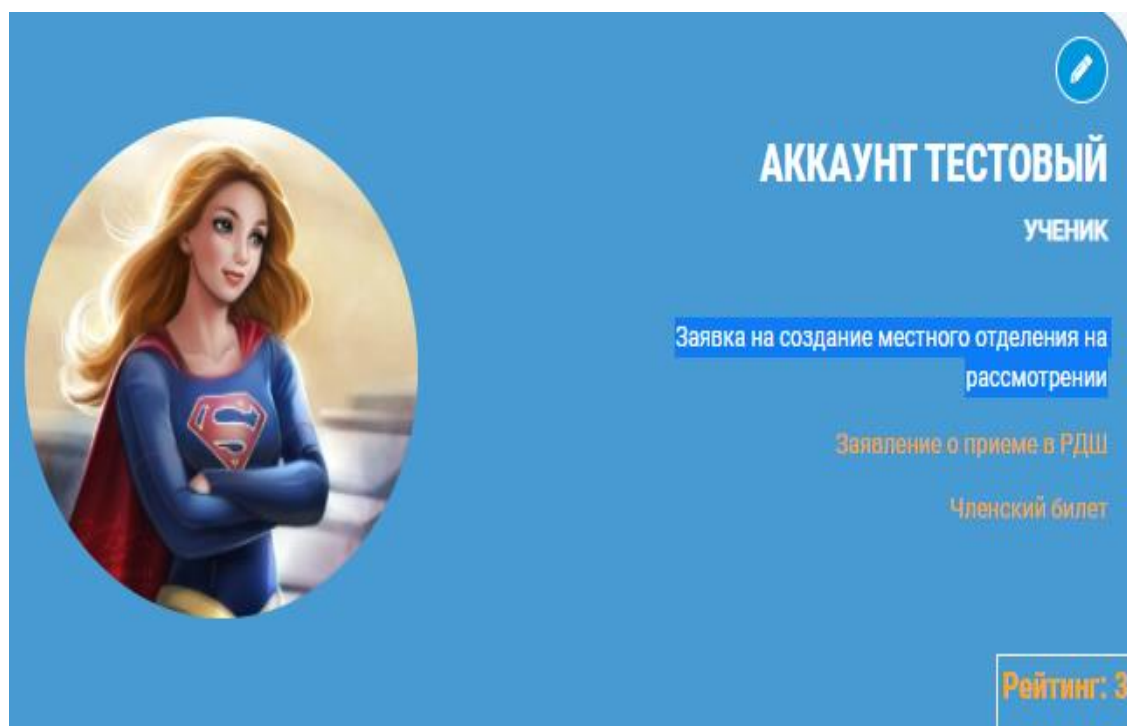 АККАУНТ ТЕСТОВЫЙ
УЧЕНИК
Заявка на создание местного отделения на
рассмотрении
Заявление о приеме в РДШ
Членский билет
Рейтинг: 3